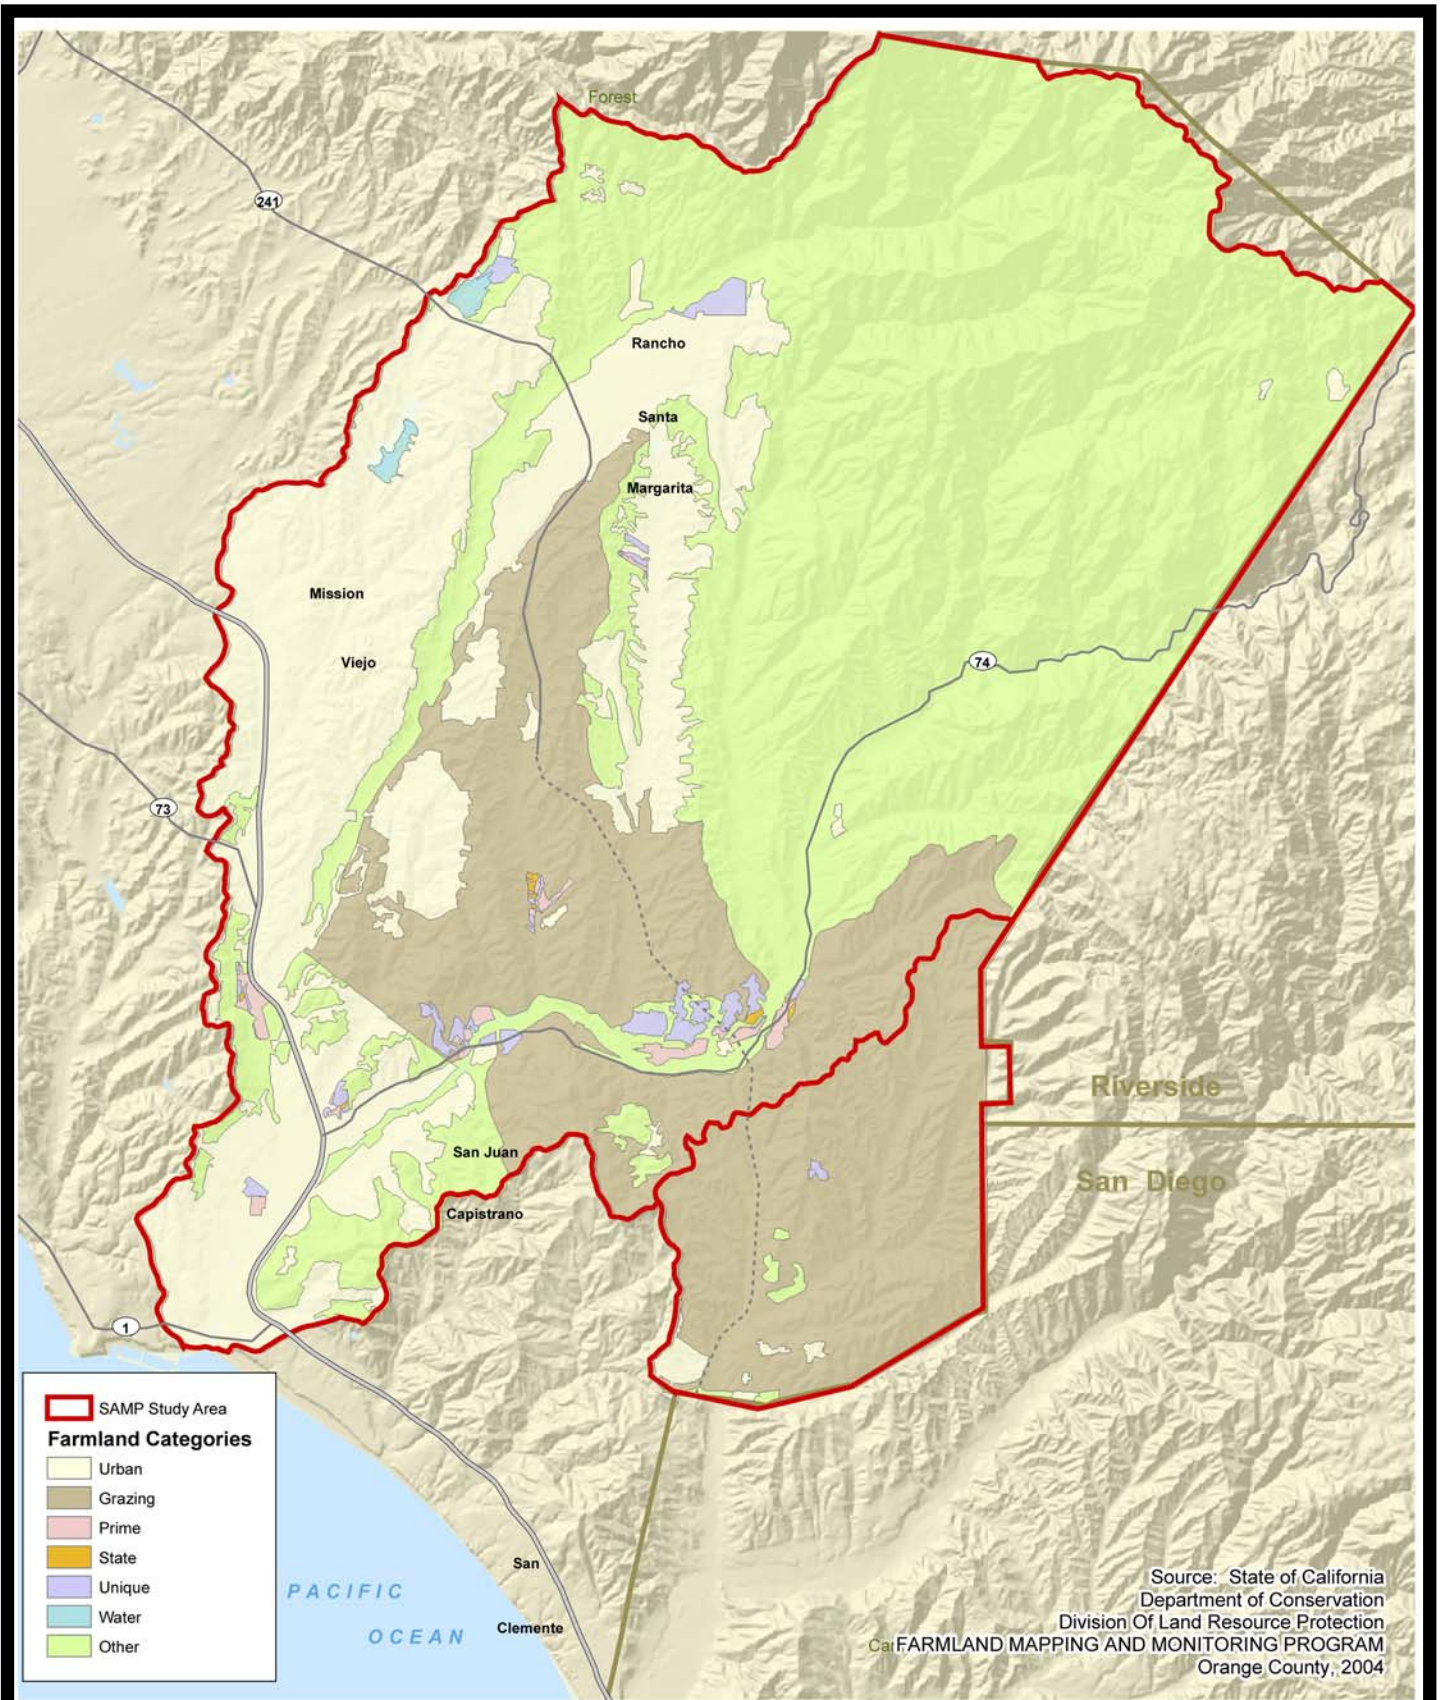 Forest
241
Rancho
Santa
Margarita
Mission
Viejo
74
73
Riverside
San Diego
San Juan
Capistrano
1
SAMP Study Area
Farmland Categories
Urban
Grazing
Prime
State
Unique
Water
Other
PACIFIC
OCEAN
San
Clemente
Source: State of California
Department of Conservation
Division Of Land Resource Protection
FARMLAND MAPPING AND MONITORING PROGRAM
Orange County, 2004